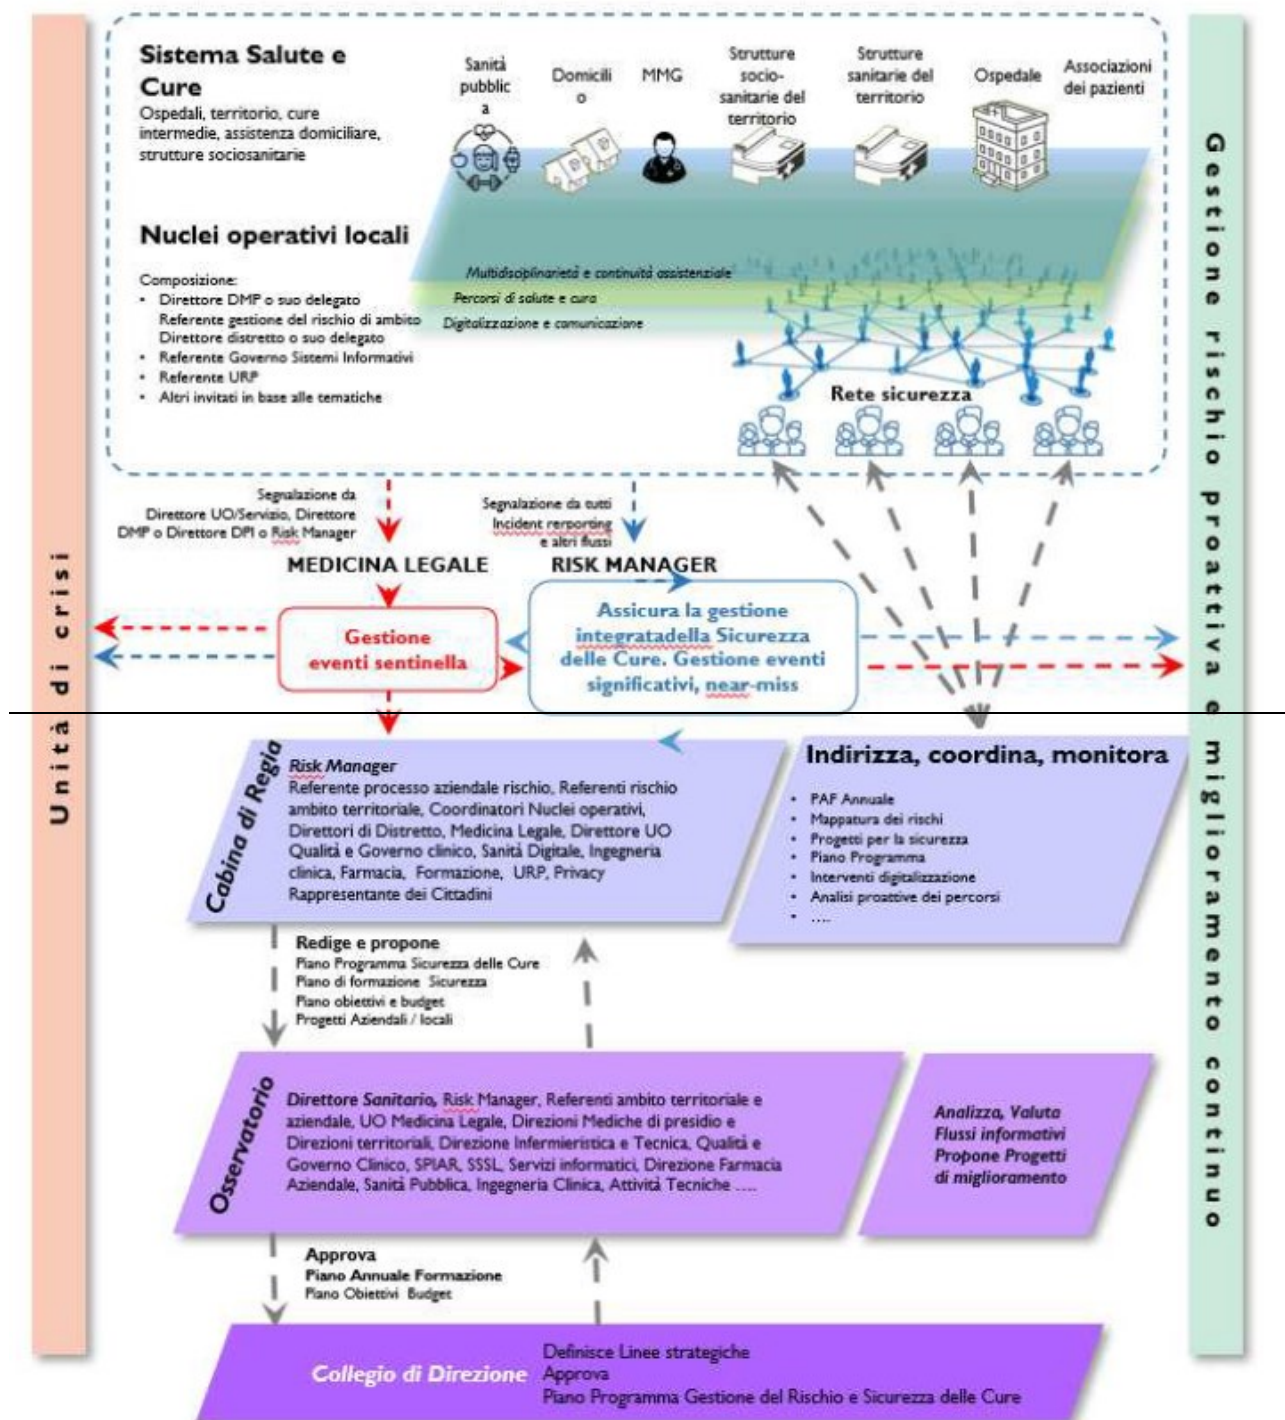 Sistema Salute e
Cure
Ospedali, territorio, cure
intermedie, assistenza domiciliare,
strutture sociosanitarie
Sanità
pubblic
a
Domicili
o
MMG
Strutture
socio-
sanitarie del
territorio
Strutture
sanitarie del
territorio
Ospedale
Associazioni
dei pazienti
Nuclei operativi locali
Composizione:
• Direttore DMP o suo delegato
Referente gestione del rischio di ambito
Direttore distretto o suo delegato
• Referente Governo Sistemi Informativi
• Referente URP
• Altri invitati in base alle tematiche
Multidisciplinarietà e continuità assistenziale
Percorsi di salute e cura
Digitalizzazione e comunicazione
Rete sicurezza
Segnalazione da
Direttore UO/Servizio, Direttore
DMP o Direttore DPI o Risk Manager
Segnalazione da tutti
Incident rerporting
e altri flussi
MEDICINA LEGALE
RISK MANAGER
Gestione
eventi sentinella
Assicura la gestione
integratadella Sicurezza
delle Cure. Gestione eventi
significativi, near-miss
Unità di crisi
Gestione rischio proattiva e miglioramento continuo
Cabina di Regia
Risk Manager
Referente processo aziendale rischio, Referenti rischio
ambito territoriale, Coordinatori Nuclei operativi,
Direttori di Distretto, Medicina Legale, Direttore UO
Qualità e Governo clinico, Sanità Digitale, Ingegneria
clinica, Farmacia, Formazione, URP, Privacy
Rappresentante dei Cittadini
Indirizza, coordina, monitora
• PAF Annuale
• Mappatura dei rischi
• Progetti per la sicurezza
• Piano Programma
• Interventi digitalizzazione
• Analisi proattive dei percorsi
• ....
Redige e propone
Piano Programma Sicurezza delle Cure
Piano di formazione Sicurezza
Piano obiettivi e budget
Progetti Aziendali / locali
Osservatorio
Direttore Sanitario, Risk Manager, Referenti ambito territoriale e
aziendale, UO Medicina Legale, Direzioni Mediche di presidio e
Direzioni territoriali, Direzione Infermieristica e Tecnica, Qualità e
Governo Clinico, SPIAR, SSSL, Servizi informatici, Direzione Farmacia
Aziendale, Sanità Pubblica, Ingegneria Clinica, Attività Tecniche ....
Analizza, Valuta
Flussi informativi
Propone Progetti
di miglioramento
Approva
Piano Annuale Formazione
Piano Obiettivi Budget
Collegio di Direzione
Definisce Linee strategiche
Approva
Piano Programma Gestione del Rischio e Sicurezza delle Cure